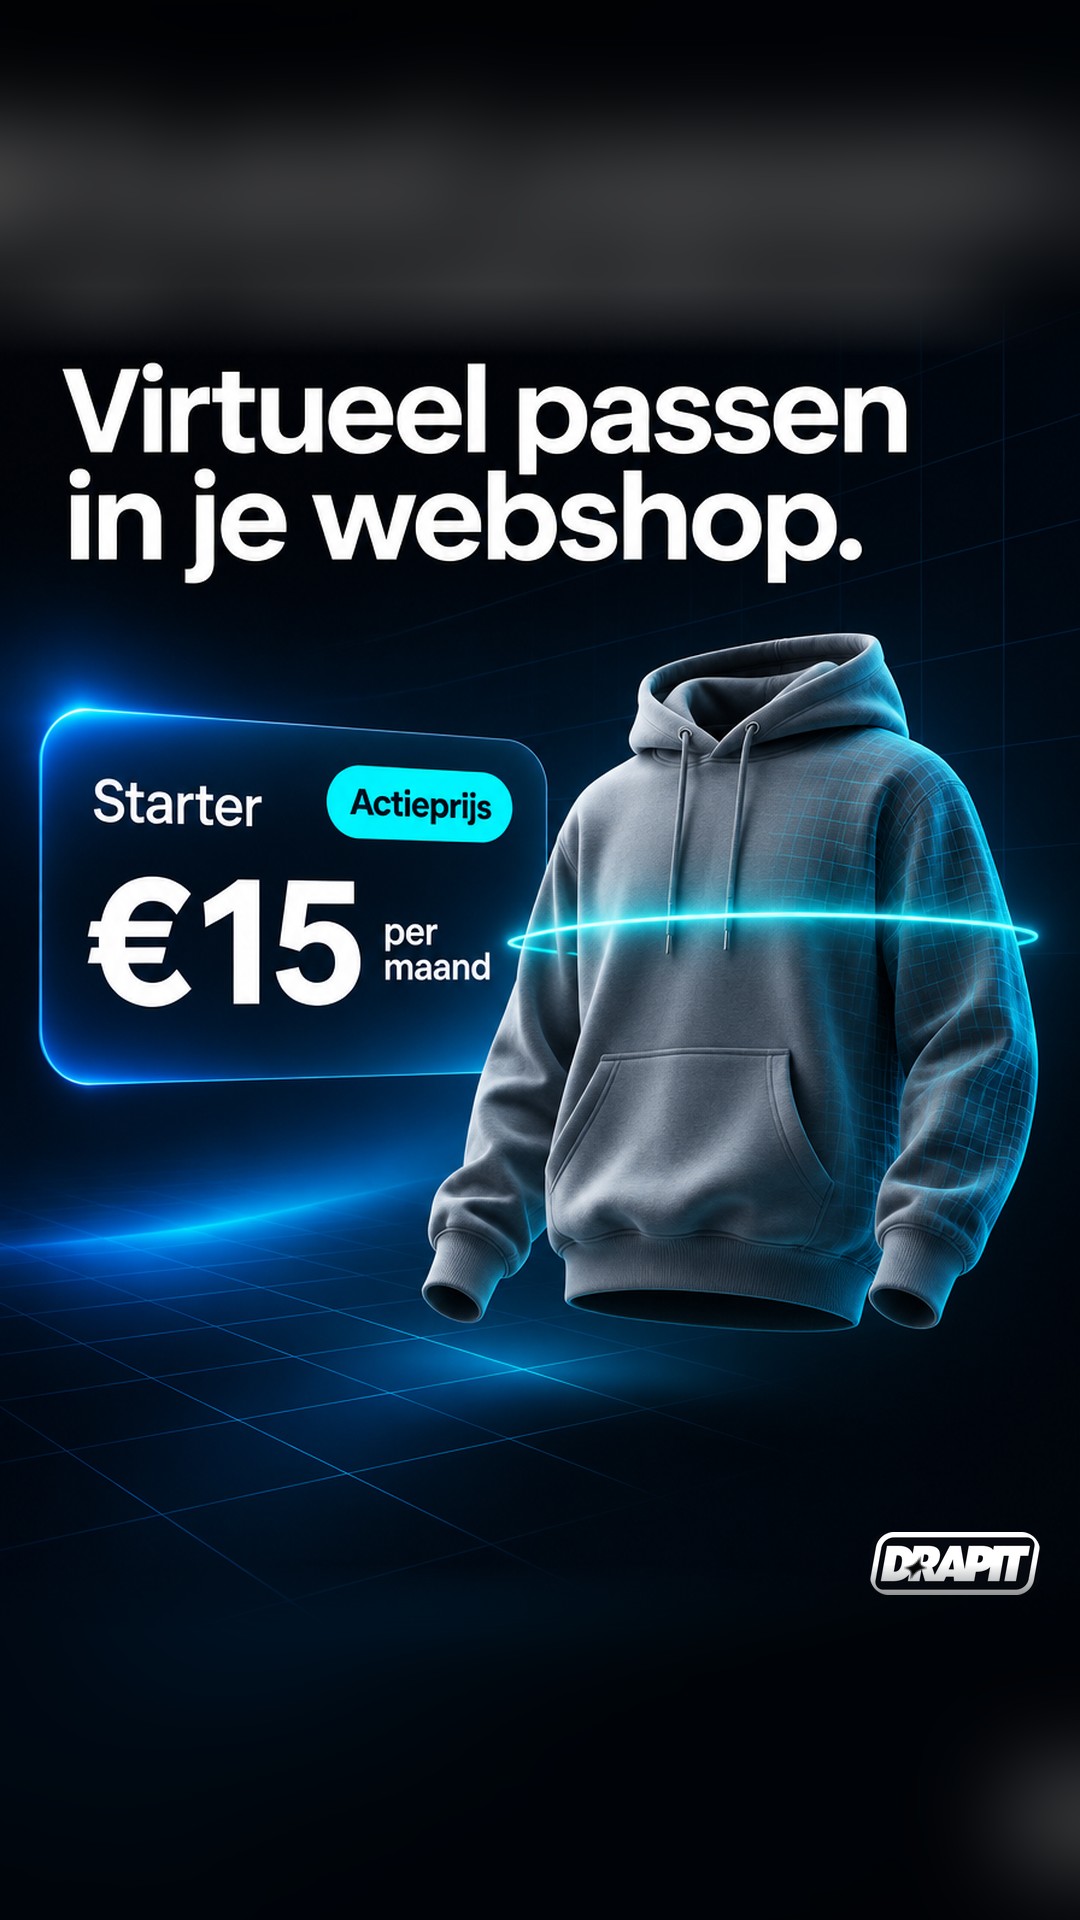 Virtueel passen
in je webshop.
Starter
Actieprijs
€15
per
maand
DRAPIT